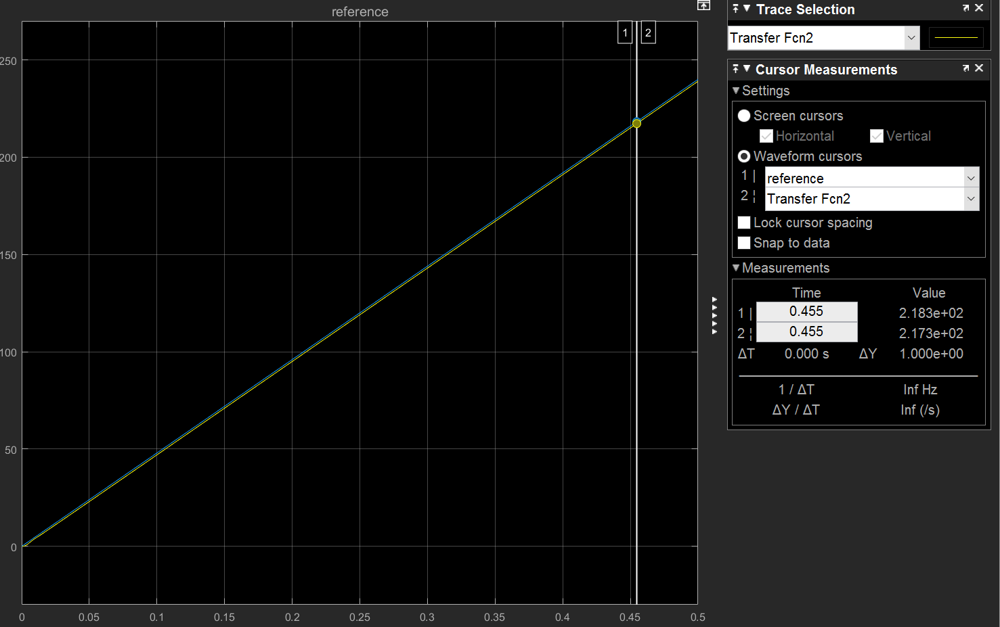 reference
1 2
250
200
150
100
50
0
0 0.05 0.1 0.15 0.2 0.25 0.3 0.35 0.4 0.45 0.5
Trace Selection
Transfer Fcn2
Cursor Measurements
Settings
Screen cursors
Horizontal Vertical
Waveform cursors
1 | reference
2 ¦ Transfer Fcn2
Lock cursor spacing
Snap to data
Measurements
Time Value
1 | 0.455 2.183e+02
2 ¦ 0.455 2.173e+02
ΔT 0.000 s ΔY 1.000e+00
1 / ΔT Inf Hz
ΔY / ΔT Inf (/s)